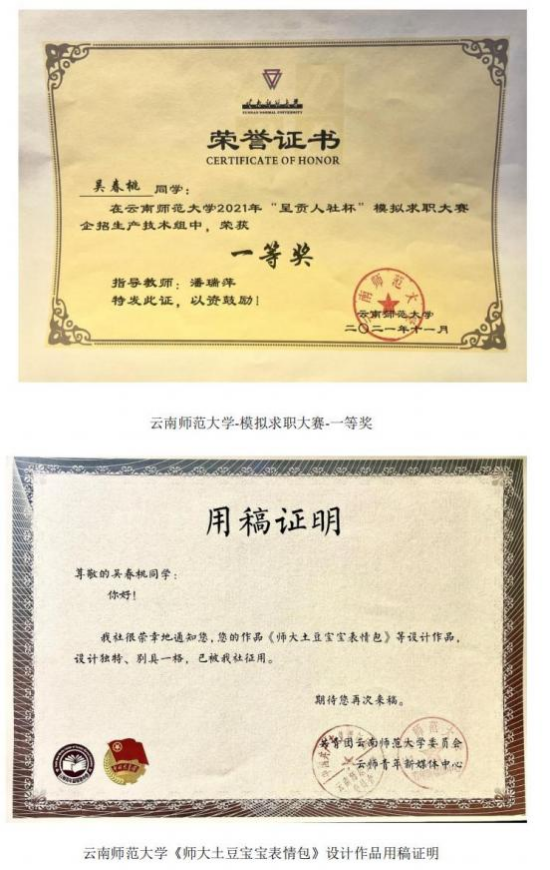 云南师范大学
YUNNAN NORMAL UNIVERSITY
荣誉证书
CERTIFICATE OF HONOR
吴春桃 同学:
在云南师范大学2021年“呈贡人社杯”模拟求职大赛
企招生产技术组中,荣获
一等奖
指导教师:潘瑞萍
特发此证,以资鼓励!
云南师范大学
二〇二一年十一月
云南师范大学-模拟求职大赛-一等奖
用稿证明
尊敬的吴春桃同学:
你好!
我社很荣幸地通知您,您的作品《师大土豆宝宝表情包》等设计作品,
设计独特、别具一格,已被我社征用。
期待您再次来稿。
共青团云南师范大学委员会
云师青年新媒体中心
云南师范大学《师大土豆宝宝表情包》设计作品用稿证明